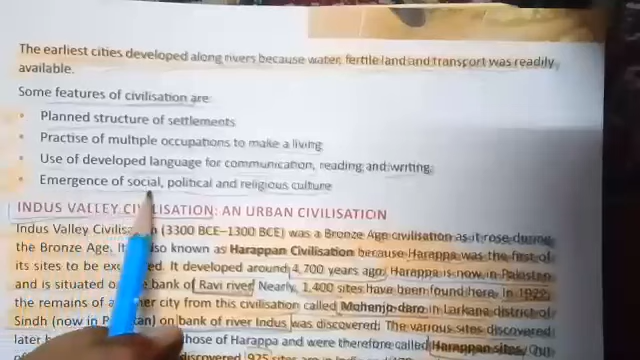 The earliest cities developed along rivers because water, fertile land and transport was readily
available.
Some features of civilisation are:
• Planned structure of settlements
• Practise of multiple occupations to make a living
• Use of developed language for communication, reading and writing
• Emergence of social, political and religious culture
INDUS VALLEY CIVILISATION: AN URBAN CIVILISATION
Indus Valley (3300 BCE–1300 BCE) was a Bronze Age civilisation as it rose during
the Bronze Age. also known as Harappan Civilisation because Harappa was the first of
its sites to be It developed around 4,700 years ago. Harappa is now in Pakistan
and is situated bank of Ravi river. Nearly, 1,400 sites have been found here. In 1922,
the remains of city from this civilisation called Mohenjo-daro in Larkana district of
Sindh (now in on bank of river Indus was discovered. The various sites discovered
later those of Harappa and were therefore called Harappan sites. Out
discovered 925 sites are in India